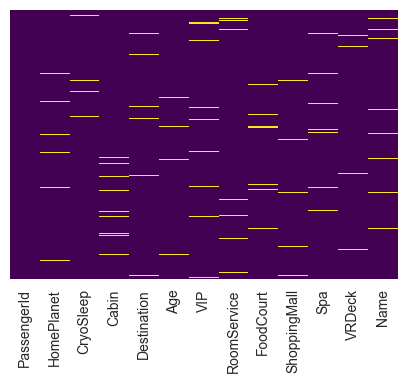 PassengerId
HomePlanet
CryoSleep
Cabin
Destination
Age
VIP
RoomService
FoodCourt
ShoppingMall
Spa
VRDeck
Name